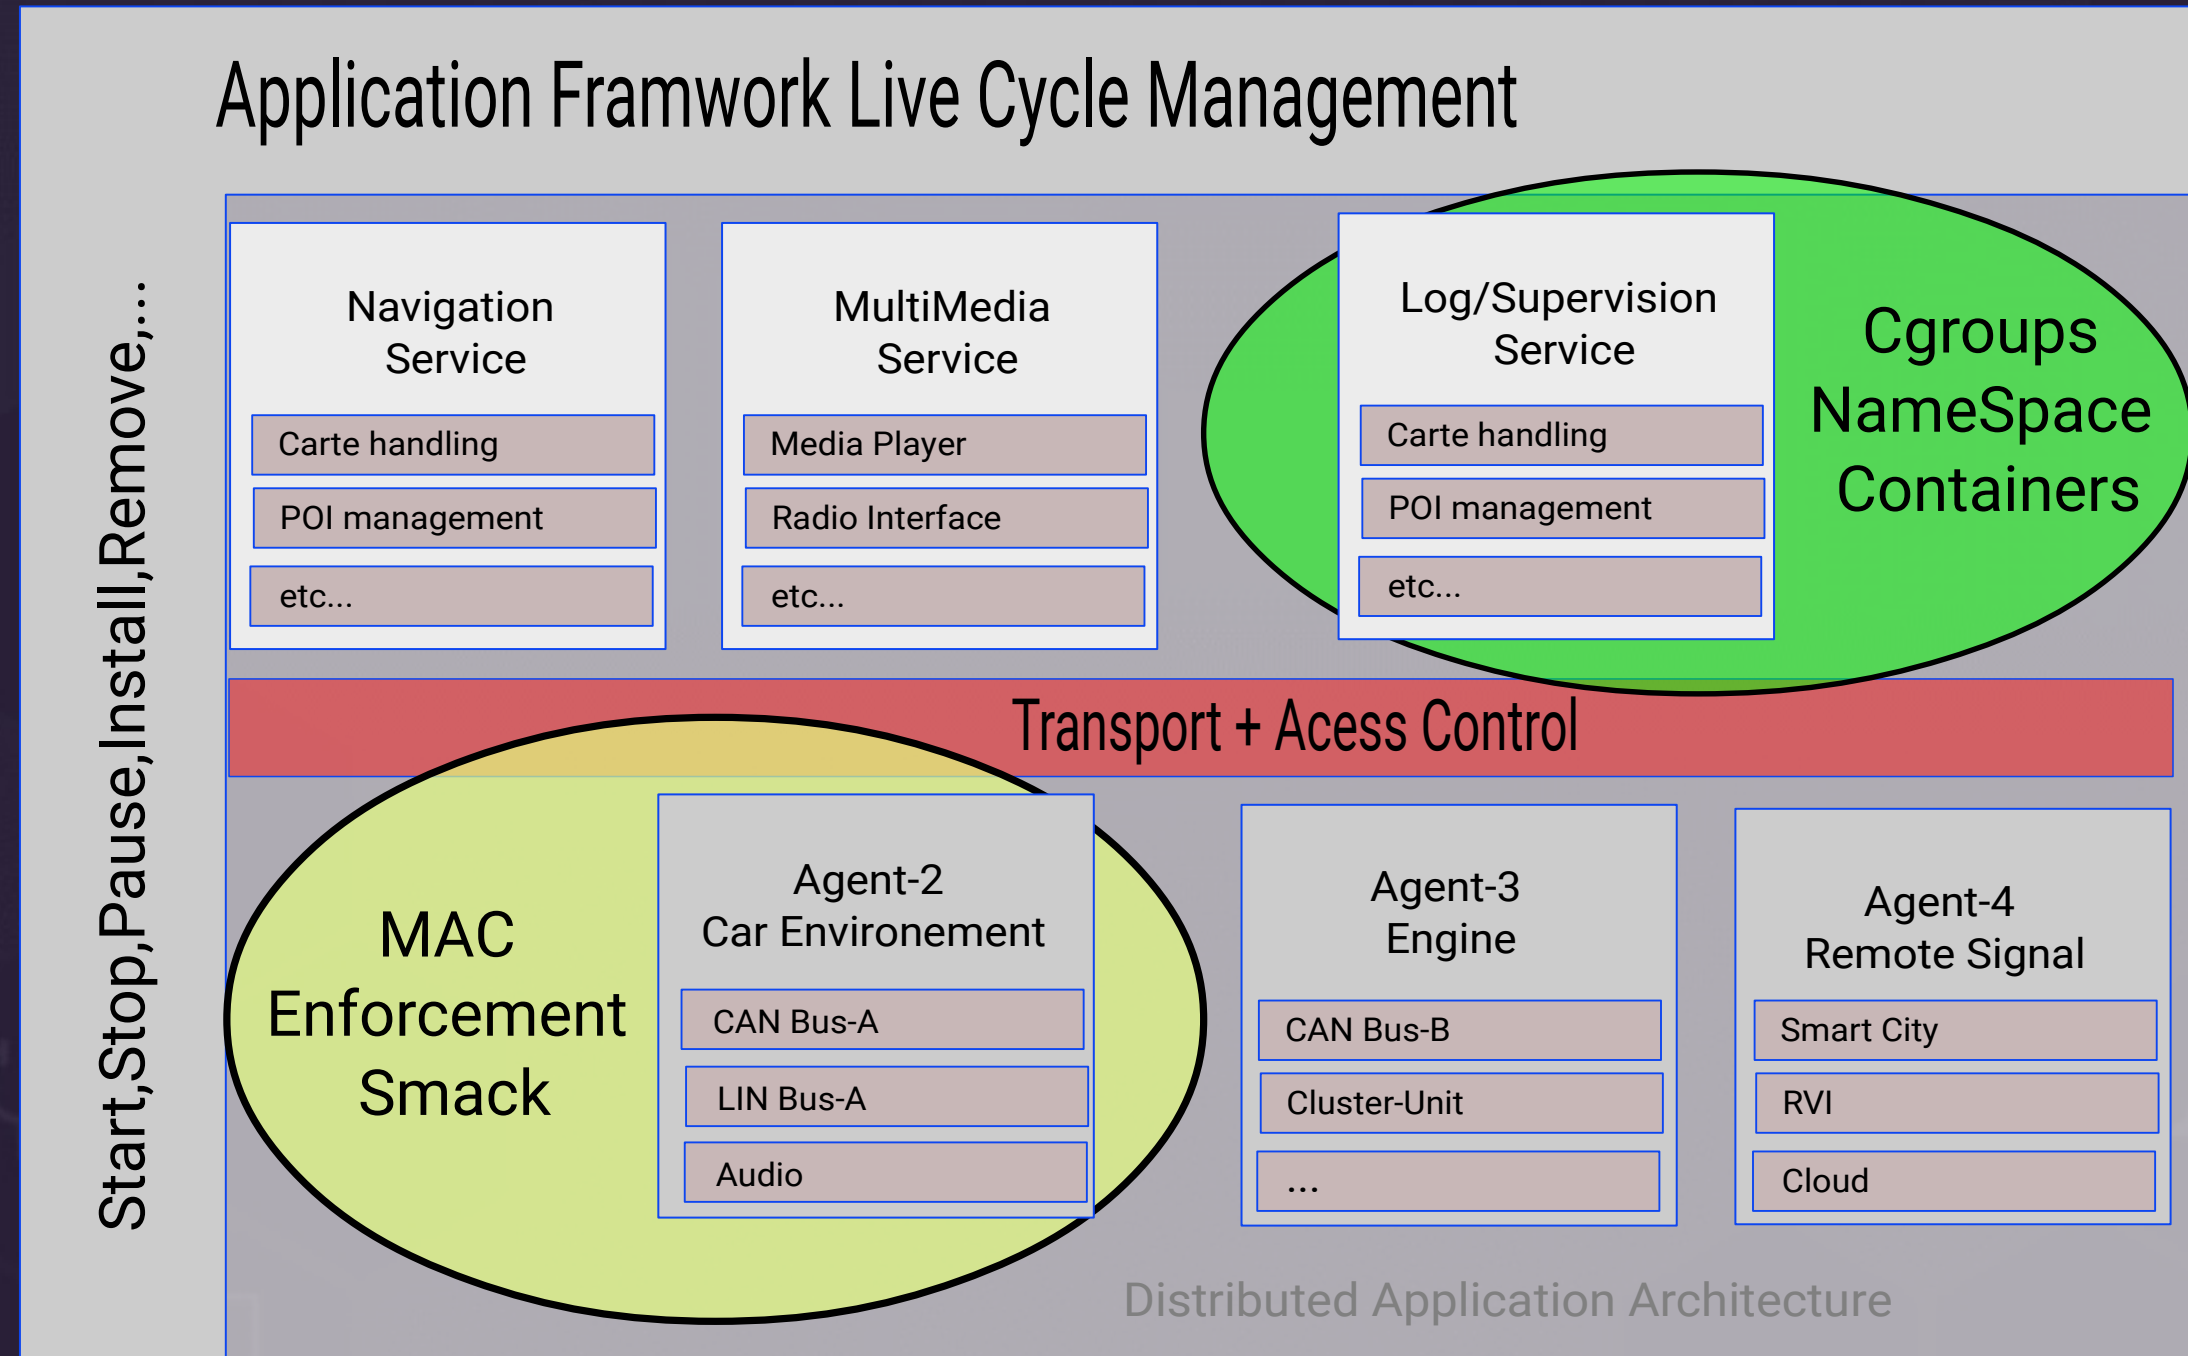 Application Framwork Live Cycle Management
Start,Stop,Pause,Install,Remove,...
Navigation
Service
Carte handling
POI management
etc...
MultiMedia
Service
Media Player
Radio Interface
etc...
Log/Supervision
Service
Carte handling
POI management
etc...
Cgroups
NameSpace
Containers
Transport + Acess Control
MAC
Enforcement
Smack
Agent-2
Car Environement
CAN Bus-A
LIN Bus-A
Audio
Agent-3
Engine
CAN Bus-B
Cluster-Unit
...
Agent-4
Remote Signal
Smart City
RVI
Cloud
Distributed Application Architecture